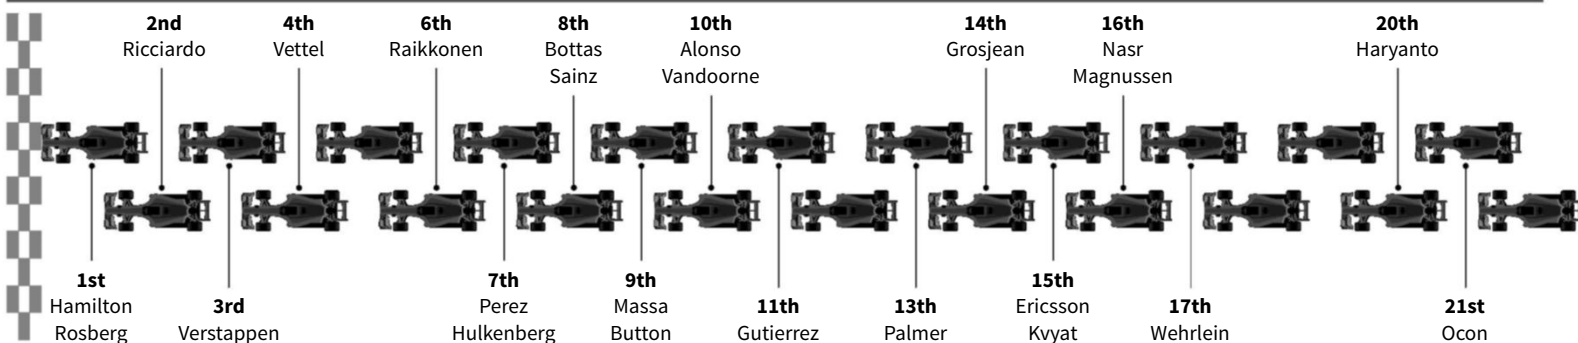 2nd
Ricciardo
4th
Vettel
6th
Raikkonen
8th
Bottas
Sainz
10th
Alonso
Vandoorne
14th
Grosjean
16th
Nasr
Magnussen
20th
Haryanto
1st
Hamilton
Rosberg
3rd
Verstappen
7th
Perez
Hulkenberg
9th
Massa
Button
11th
Gutierrez
13th
Palmer
15th
Ericsson
Kvyat
17th
Wehrlein
21st
Ocon